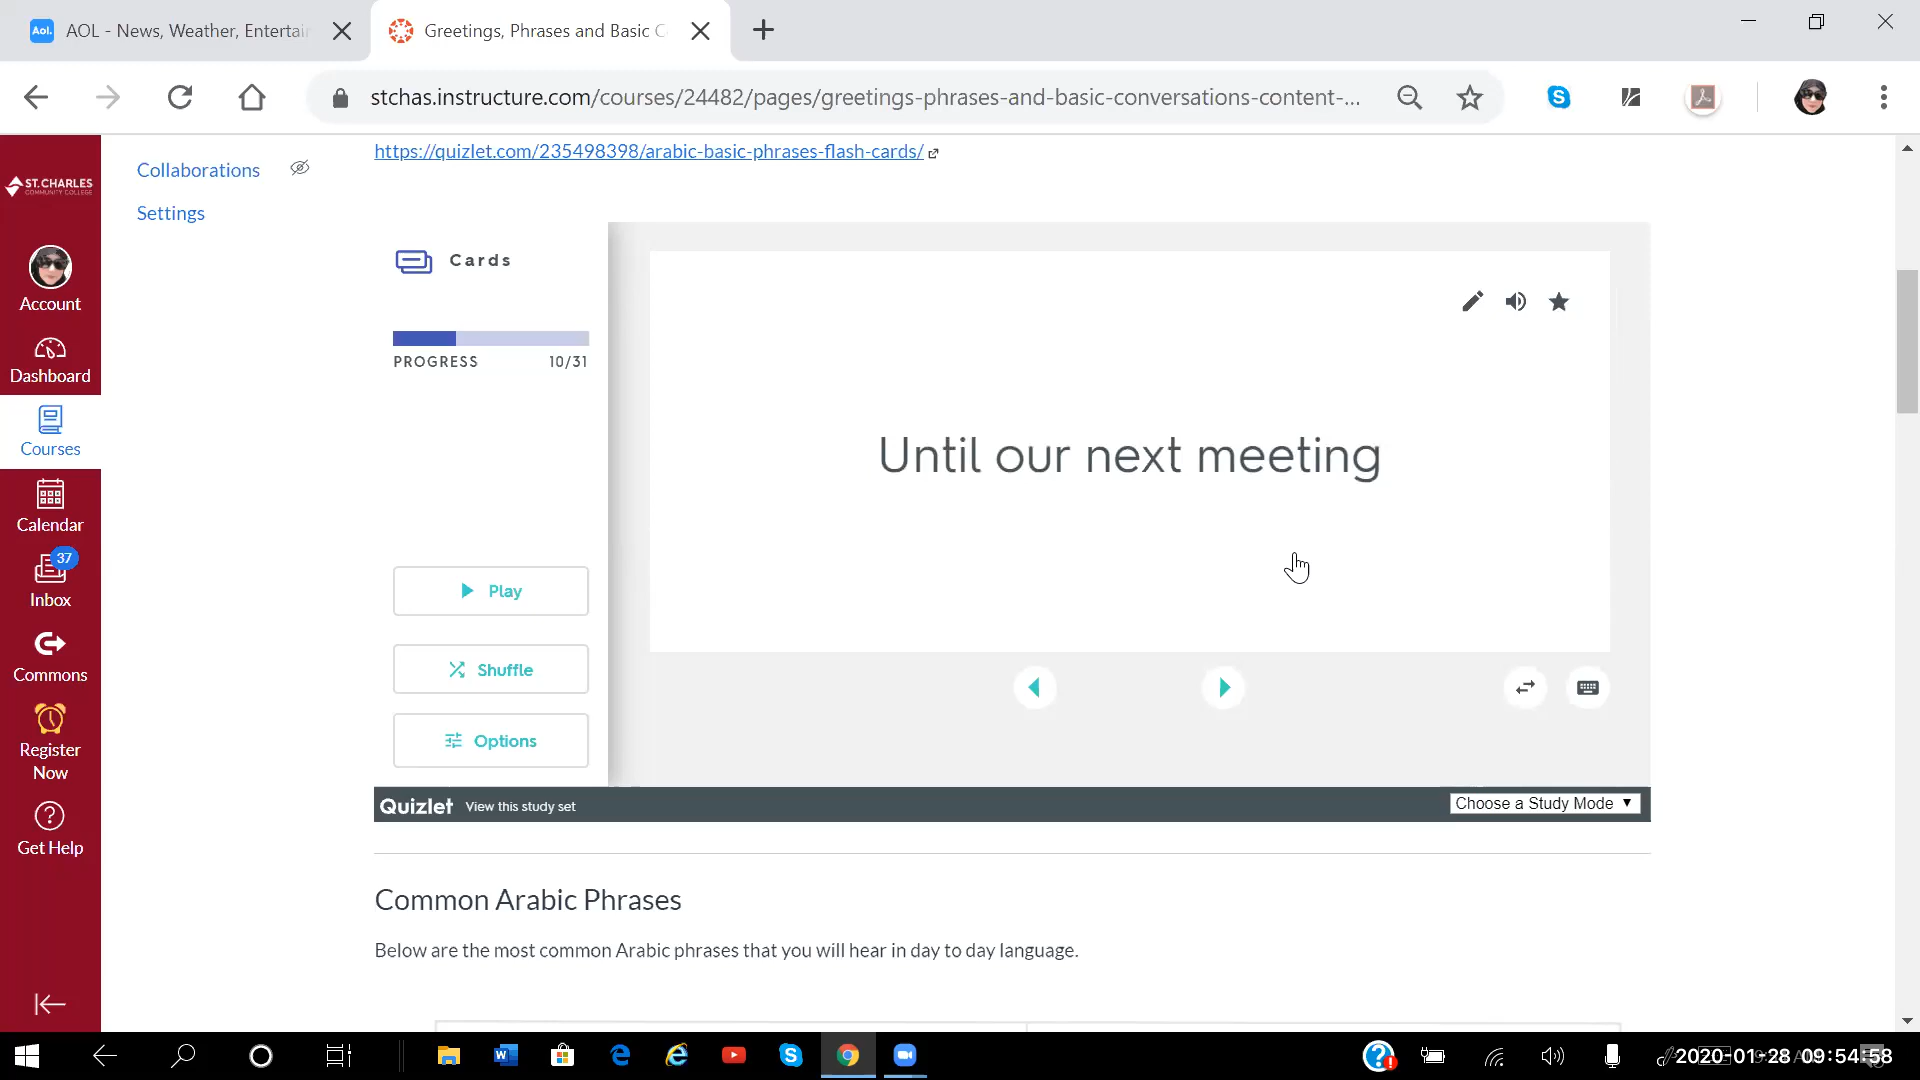 Aol. AOL - News, Weather, Entertain
Greetings, Phrases and Basic C
stchas.instructure.com/courses/24482/pages/greetings-phrases-and-basic-conversations-content-...
https://quizlet.com/235498398/arabic-basic-phrases-flash-cards/
ST.CHARLES
COMMUNITY COLLEGE
Account
Dashboard
Courses
Calendar
37
Inbox
Commons
Register
Now
Get Help
Collaborations
Settings
Cards
PROGRESS 10/31
Play
Shuffle
Options
Until our next meeting
Quizlet View this study set
Choose a Study Mode
Common Arabic Phrases
Below are the most common Arabic phrases that you will hear in day to day language.
2020-01-28 09:54:58